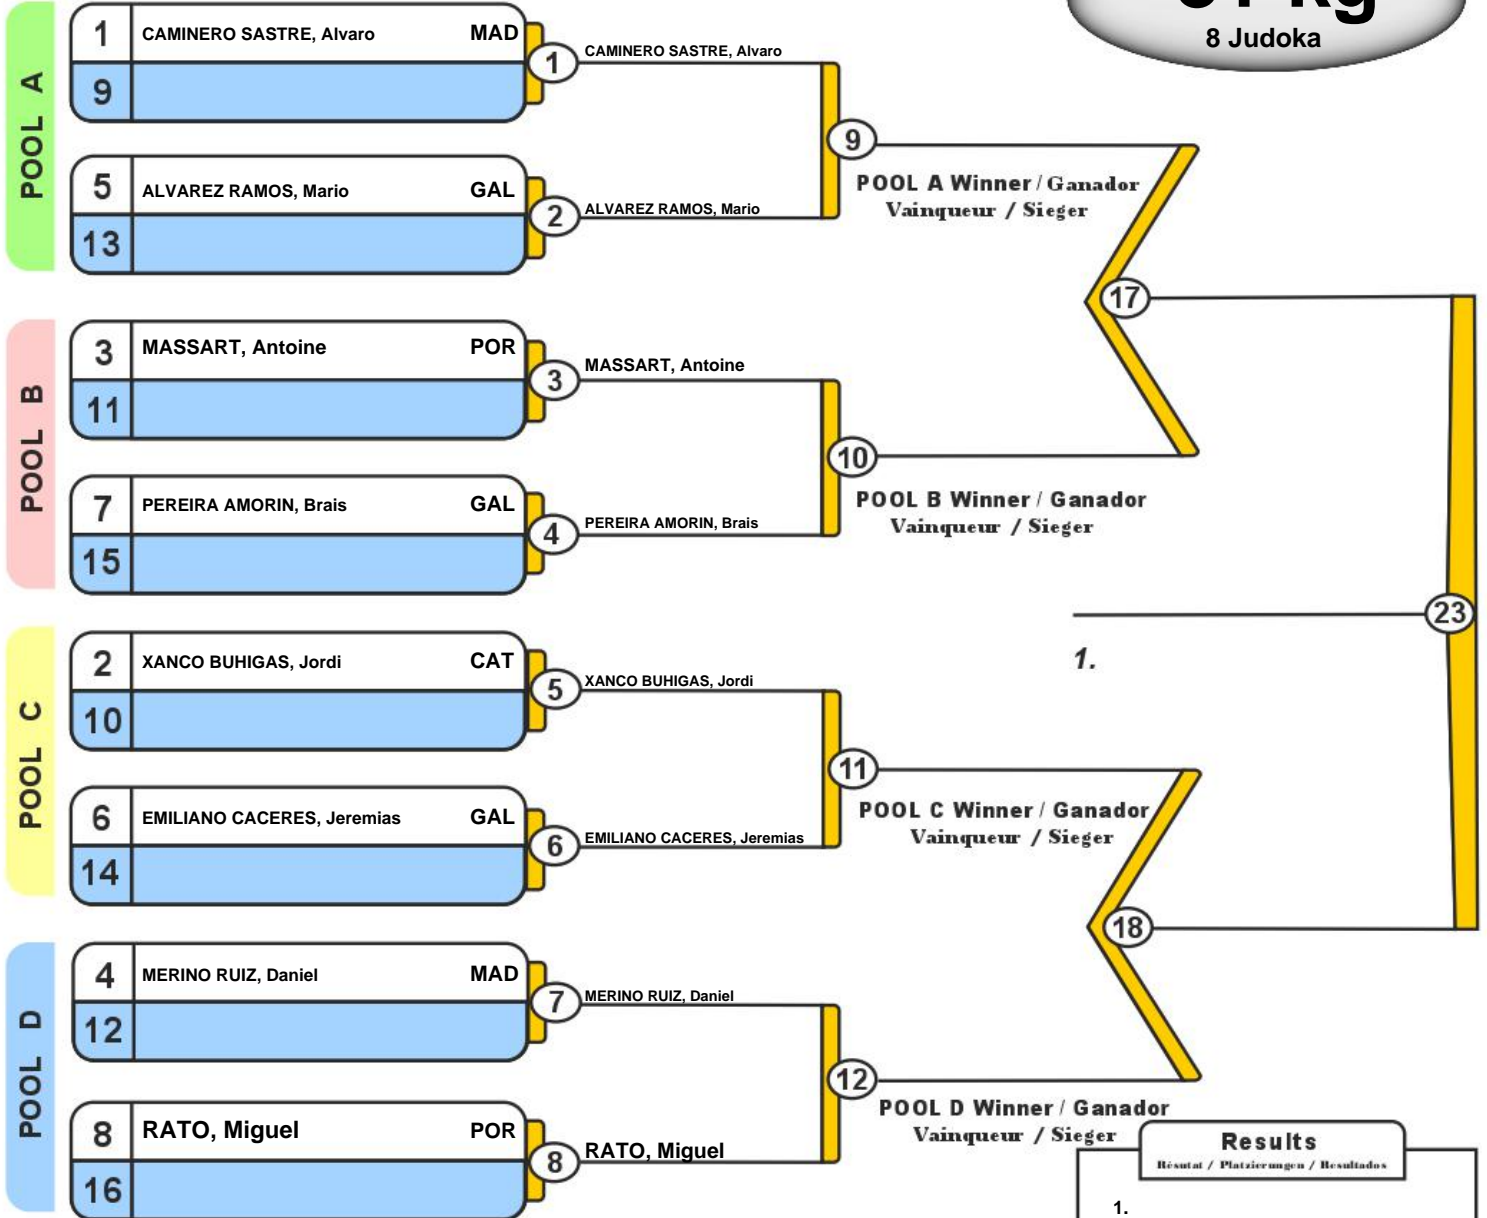 8 Judoka
POOL A
1 CAMINERO SASTRE, Alvaro MAD
9
1
CAMINERO SASTRE, Alvaro
5 ALVAREZ RAMOS, Mario GAL
13
2
ALVAREZ RAMOS, Mario
9
POOL A Winner / Ganador
Vainqueur / Sieger
POOL B
3 MASSART, Antoine POR
11
3
MASSART, Antoine
7 PEREIRA AMORIN, Brais GAL
15
4
PEREIRA AMORIN, Brais
10
POOL B Winner / Ganador
Vainqueur / Sieger
17
POOL C
2 XANCO BUHIGAS, Jordi CAT
10
5
XANCO BUHIGAS, Jordi
6 EMILIANO CACERES, Jeremias GAL
14
6
EMILIANO CACERES, Jeremias
11
POOL C Winner / Ganador
Vainqueur / Sieger
POOL D
4 MERINO RUIZ, Daniel MAD
12
7
MERINO RUIZ, Daniel
8 RATO, Miguel POR
16
8
RATO, Miguel
12
POOL D Winner / Ganador
Vainqueur / Sieger
18
23
1.
Results
Résutat / Platzierungen / Resultados
1.